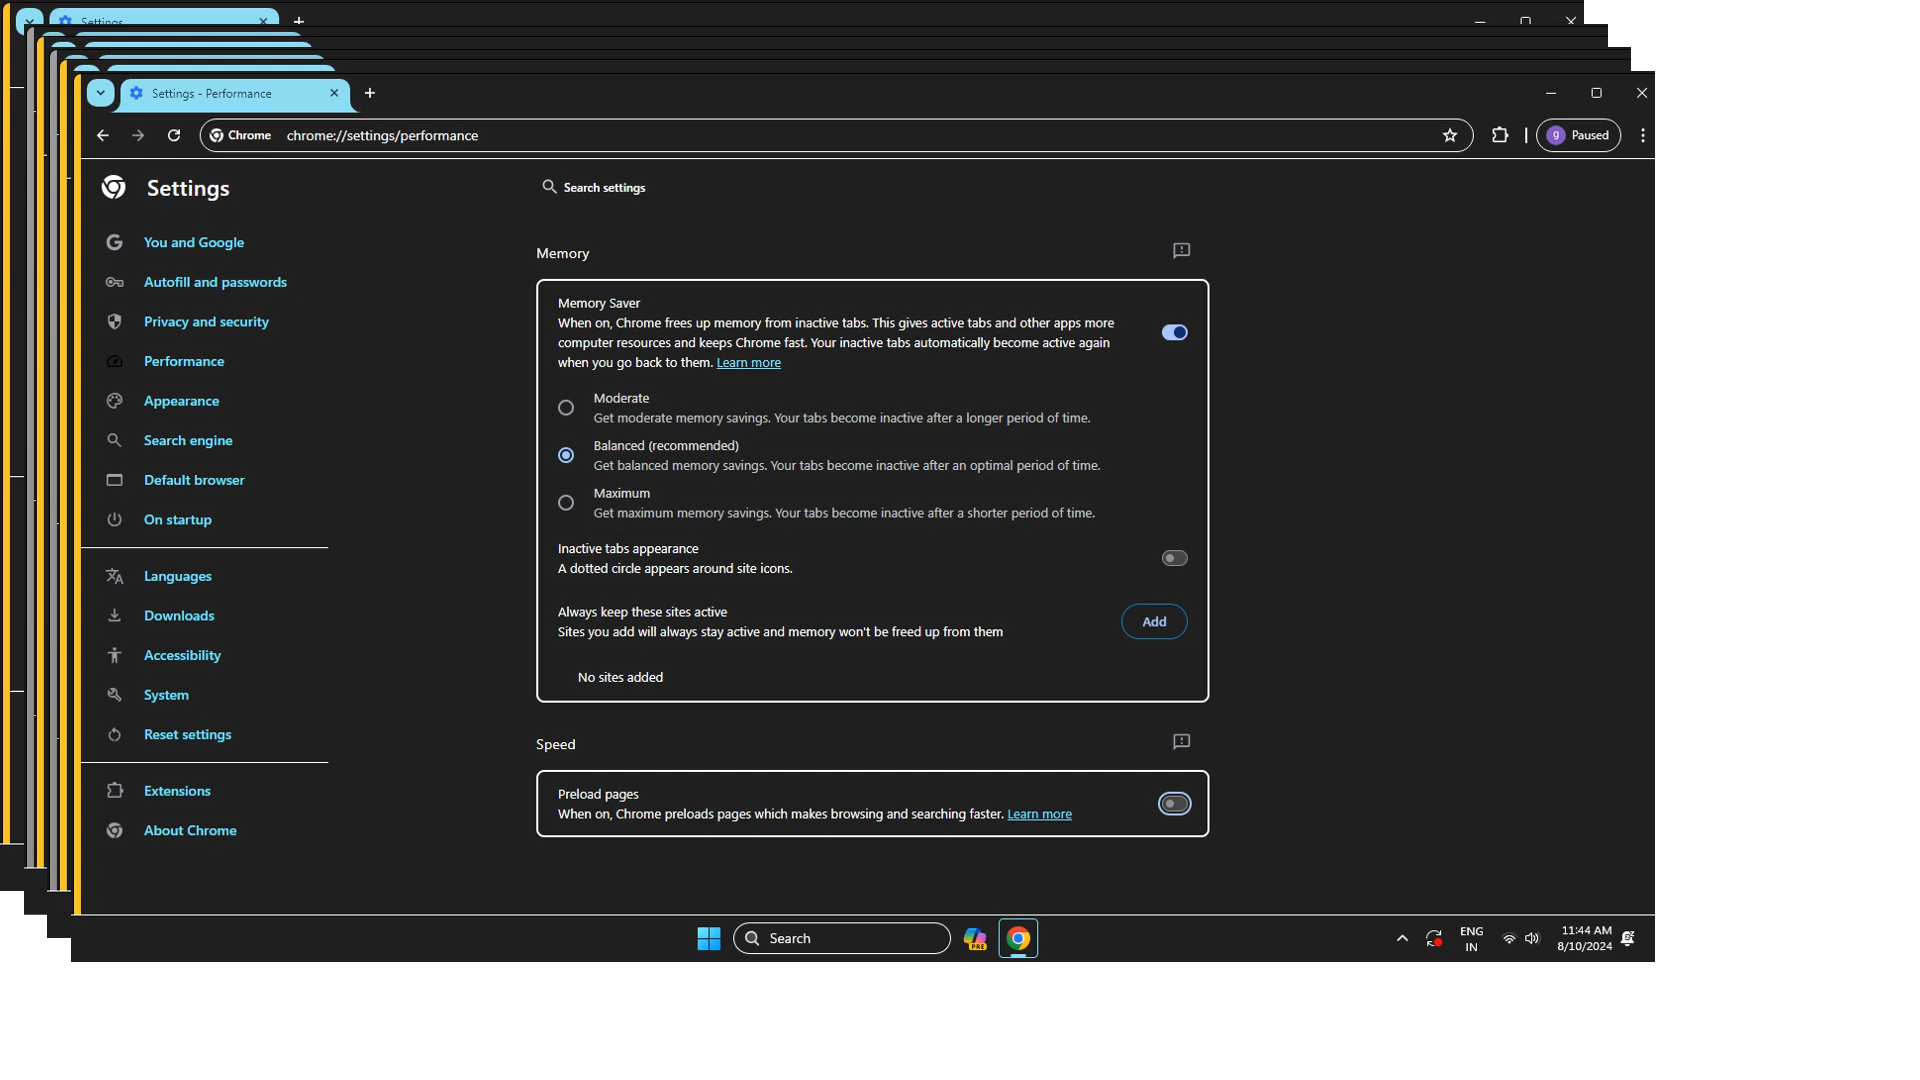 Settings
Settings - Performance
Chrome
chrome://settings/performance
g
Paused
Settings
Search settings
You and Google
Autofill and passwords
Privacy and security
Performance
Appearance
Search engine
Default browser
On startup
Languages
Downloads
Accessibility
System
Reset settings
Extensions
About Chrome
Memory
Memory Saver
When on, Chrome frees up memory from inactive tabs. This gives active tabs and other apps more
computer resources and keeps Chrome fast. Your inactive tabs automatically become active again
when you go back to them. Learn more
Moderate
Get moderate memory savings. Your tabs become inactive after a longer period of time.
Balanced (recommended)
Get balanced memory savings. Your tabs become inactive after an optimal period of time.
Maximum
Get maximum memory savings. Your tabs become inactive after a shorter period of time.
Inactive tabs appearance
A dotted circle appears around site icons.
Always keep these sites active
Sites you add will always stay active and memory won't be freed up from them
Add
No sites added
Speed
Preload pages
When on, Chrome preloads pages which makes browsing and searching faster. Learn more
Search
PRE
ENG
IN
11:44 AM
8/10/2024